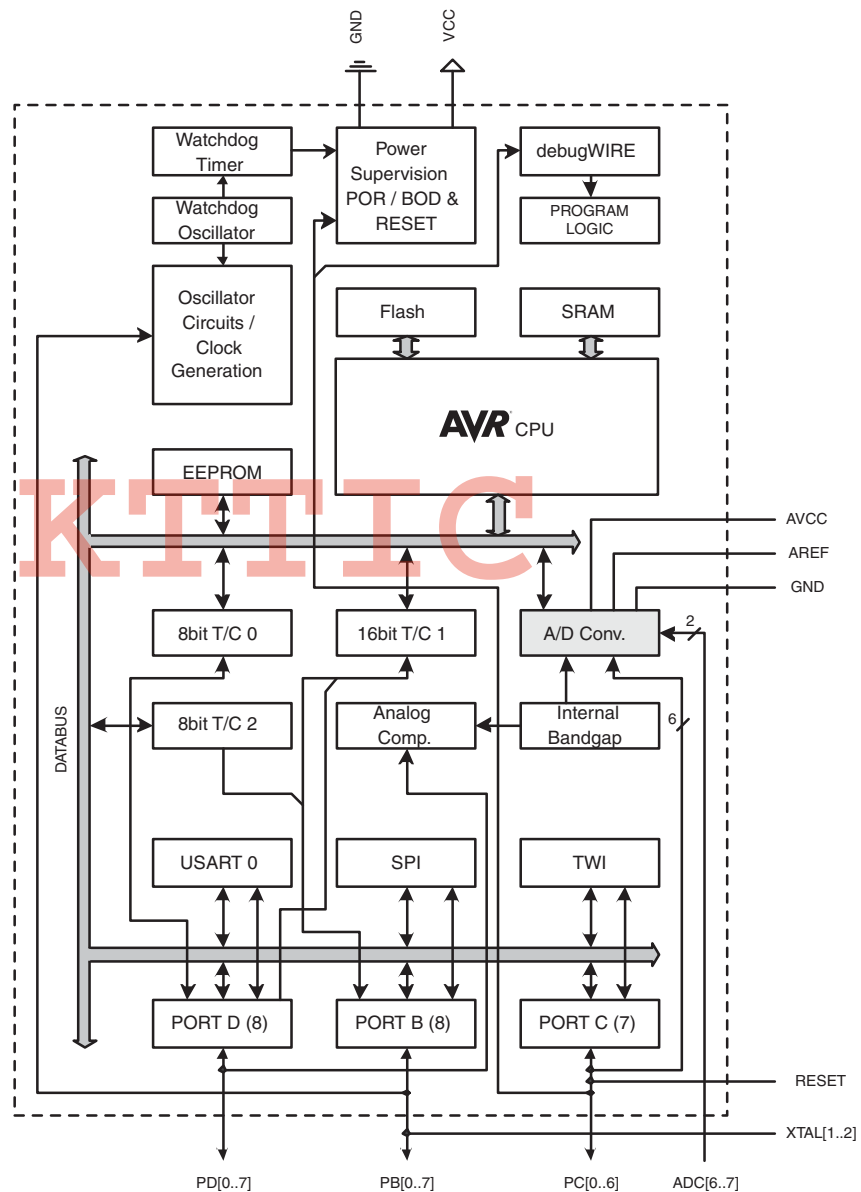 GND
VCC
Watchdog
Timer
Power
Supervision
POR / BOD &
RESET
debugWIRE
Watchdog
Oscillator
PROGRAM
LOGIC
Oscillator
Circuits /
Clock
Generation
Flash
SRAM
AVR CPU
EEPROM
KTTIC
AVCC
AREF
GND
8bit T/C 0
16bit T/C 1
A/D Conv.
2
DATABUS
8bit T/C 2
Analog
Comp.
Internal
Bandgap
6
USART 0
SPI
TWI
PORT D (8)
PORT B (8)
PORT C (7)
RESET
XTAL[1..2]
PD[0..7]
PB[0..7]
PC[0..6]
ADC[6..7]